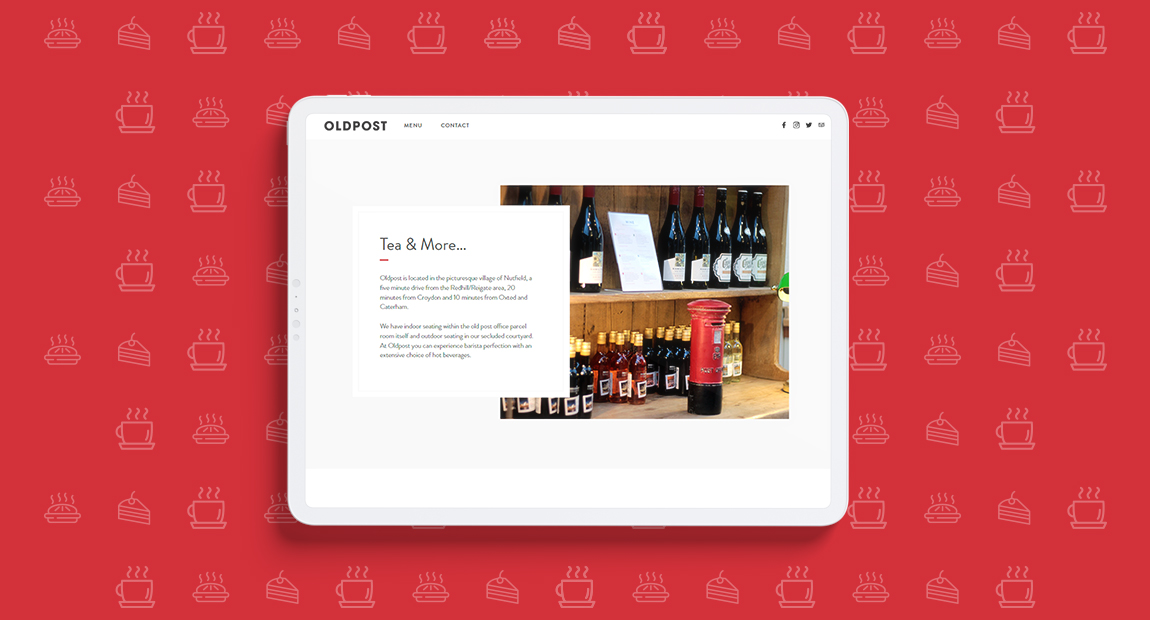 OLDPOST MENU CONTACT
Tea & More...
Oldpost is located in the picturesque village of Nutfield, a
five minute drive from the Redhill/Reigate area, 20
minutes from Croydon and 10 minutes from Oxted and
Caterham.
We have indoor seating within the old post office parcel
room itself and outdoor seating in our secluded courtyard.
At Oldpost you can experience barista perfection with an
extensive choice of hot beverages.